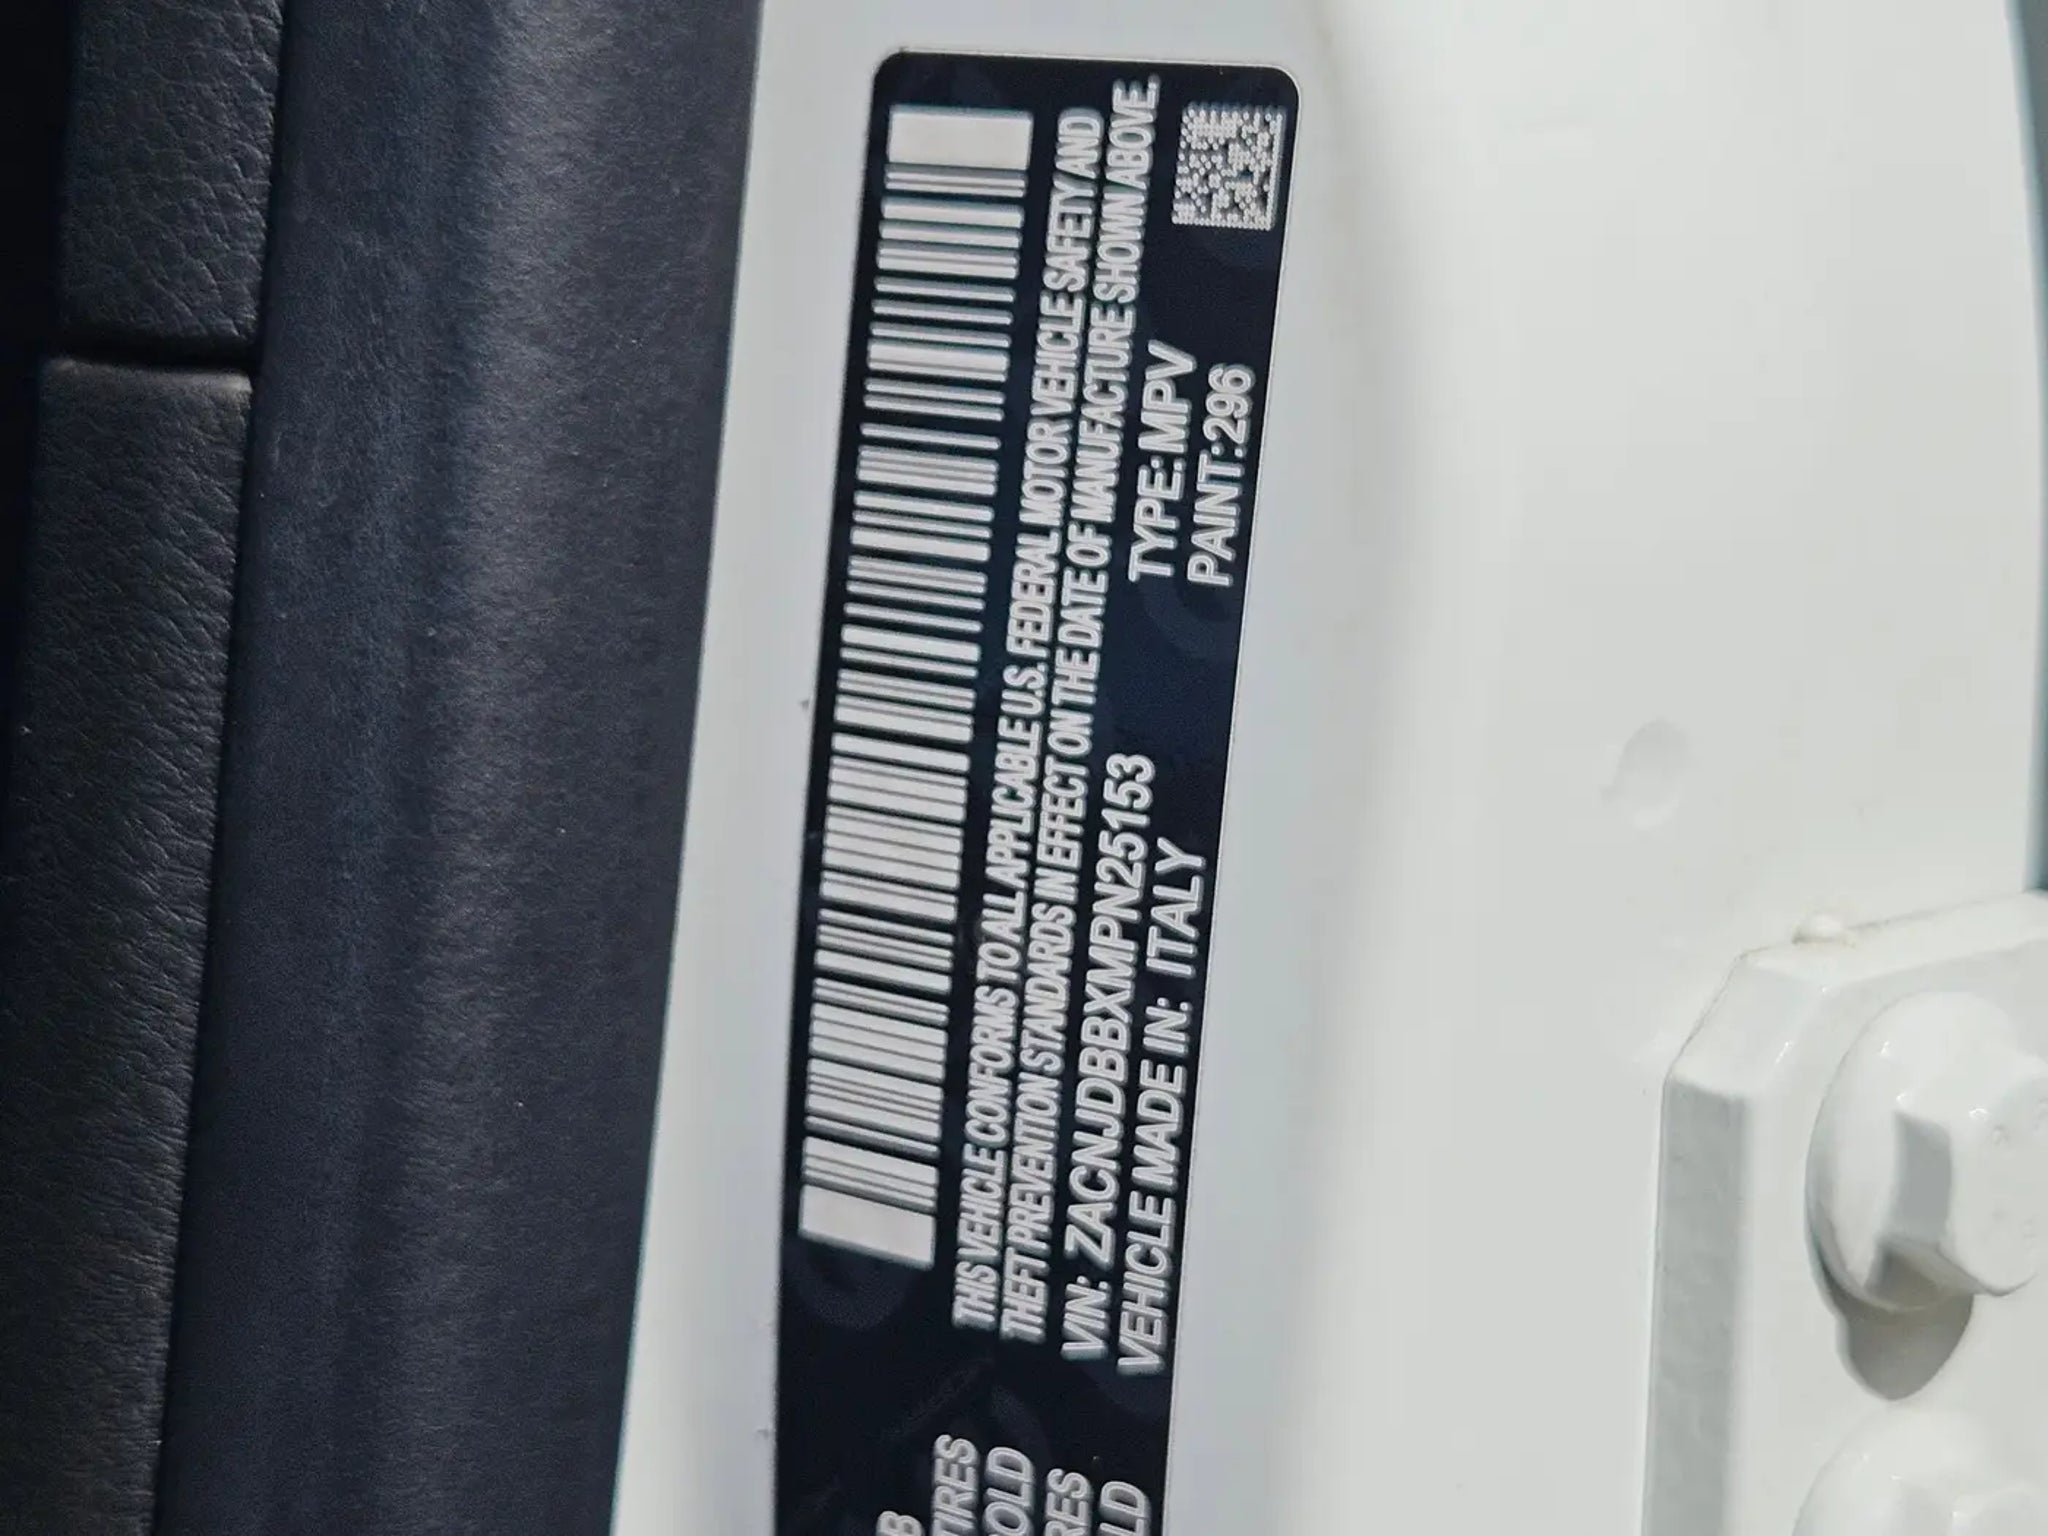 THIS VEHICLE CONFORMS TO ALL APPLICABLE U.S. FEDERAL MOTOR VEHICLE SAFETY AND
THEFT PREVENTION STANDARDS IN EFFECT ON THE DATE OF MANUFACTURE SHOWN ABOVE.
VIN: ZACNJDBBXMPN25153
TYPE: MPV
VEHICLE MADE IN: ITALY
PAINT:296
TIRES